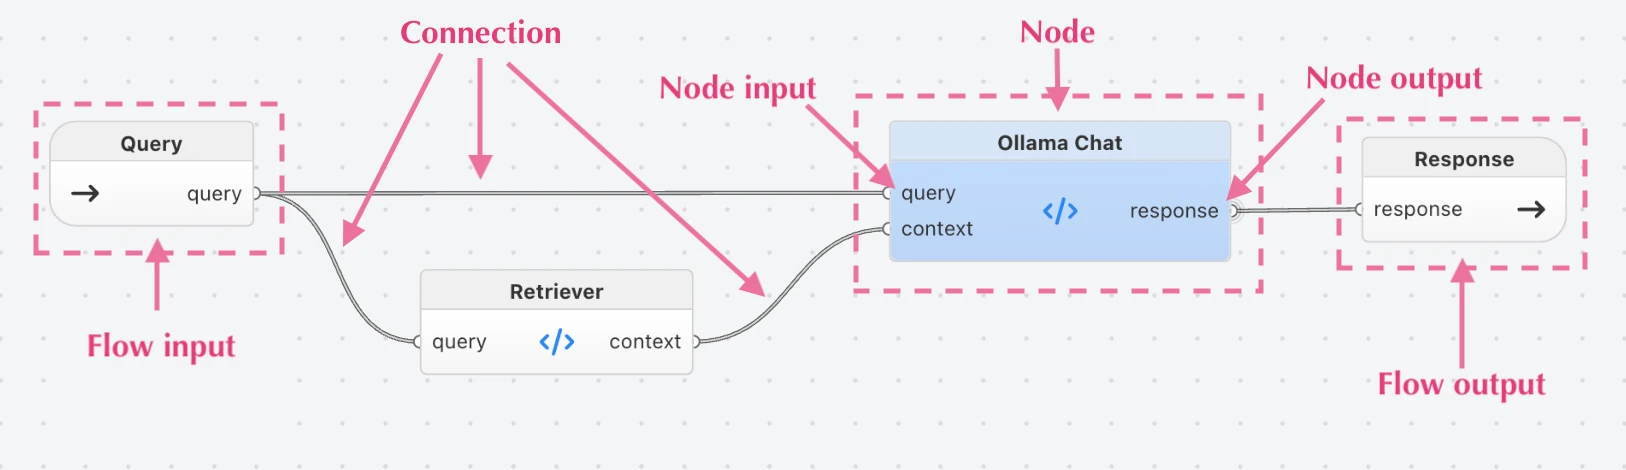 Connection
Node
Node input
Node output
Query
query
Ollama Chat
query
</>
response
context
Response
response
Retriever
query
</>
context
Flow input
Flow output